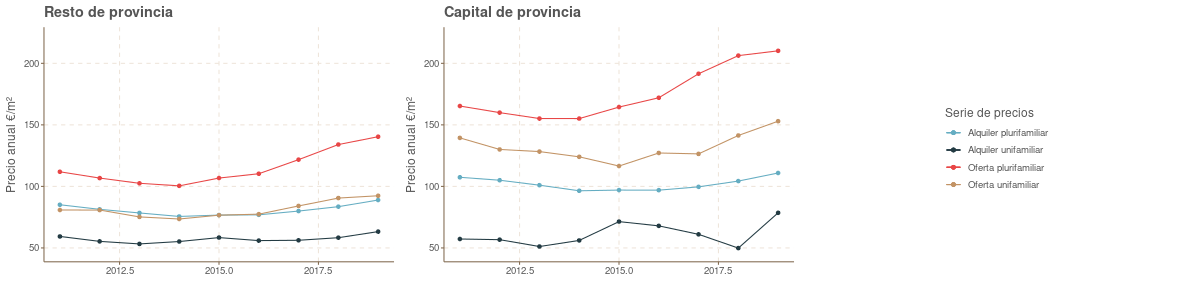 Resto de provincia
Precio anual €/m²
200
150
100
50
2012.5 2015.0 2017.5
Capital de provincia
Precio anual €/m²
200
150
100
50
2012.5 2015.0 2017.5
Serie de precios
Alquiler plurifamiliar
Alquiler unifamiliar
Oferta plurifamiliar
Oferta unifamiliar